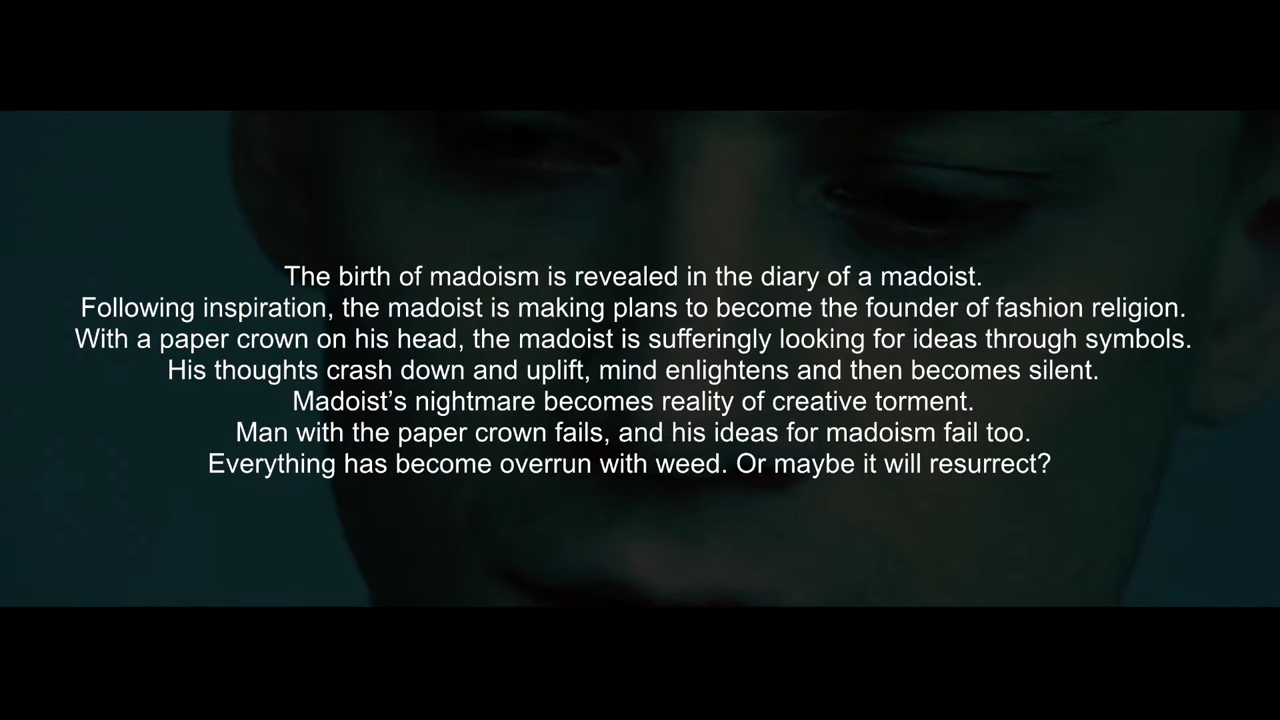 The birth of madoism is revealed in the diary of a madoist.
Following inspiration, the madoist is making plans to become the founder of fashion religion.
With a paper crown on his head, the madoist is sufferingly looking for ideas through symbols.
His thoughts crash down and uplift, mind enlightens and then becomes silent.
Madoist’s nightmare becomes reality of creative torment.
Man with the paper crown fails, and his ideas for madoism fail too.
Everything has become overrun with weed. Or maybe it will resurrect?